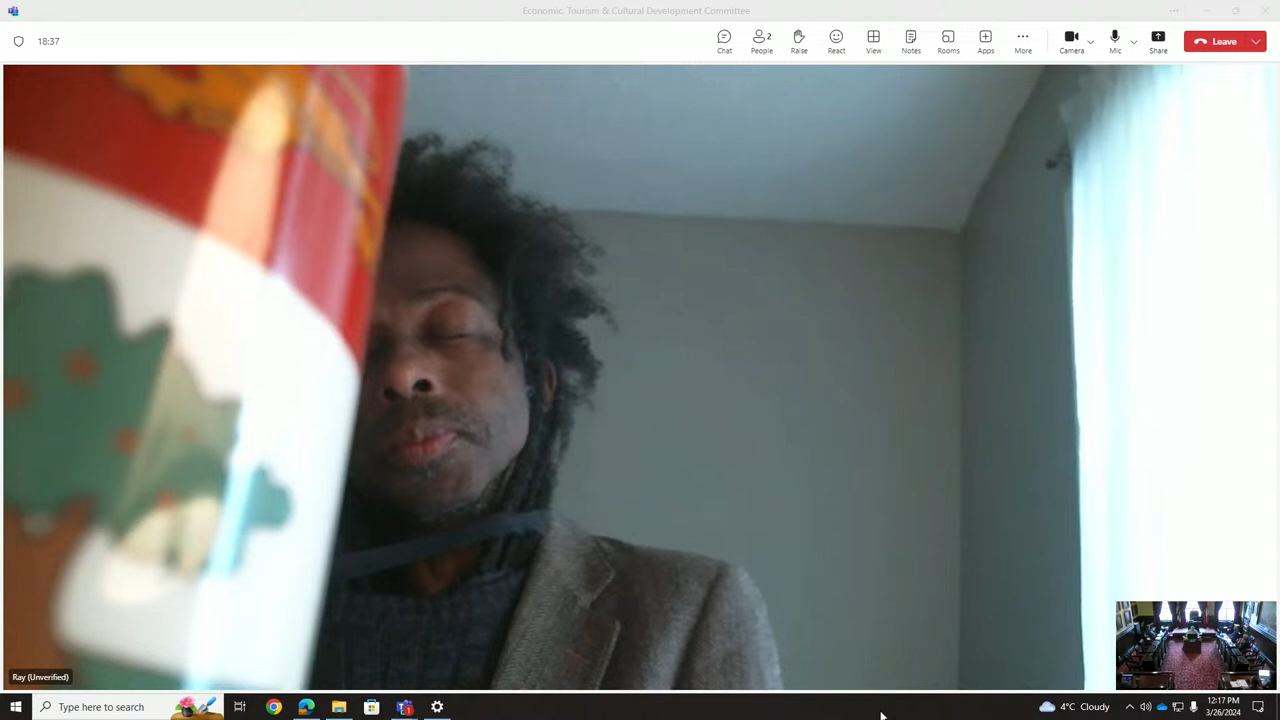 Economic, Tourism & Cultural Development Committee
18:37
Chat
People
2
Raise
React
View
Notes
Rooms
Apps
More
Camera
Mic
Share
Leave
Ray (Unverified)
Type here to search
4°C Cloudy
12:17 PM
3/26/2024